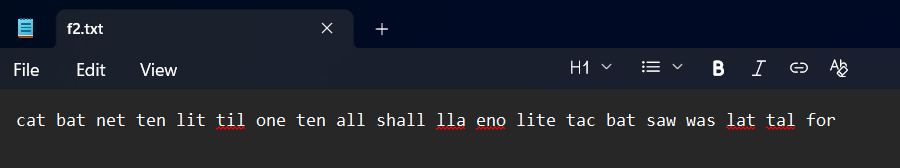 f2.txt
File Edit View H1 B I
cat bat net ten lit til one ten all shall lla eno lite tac bat saw was lat tal for